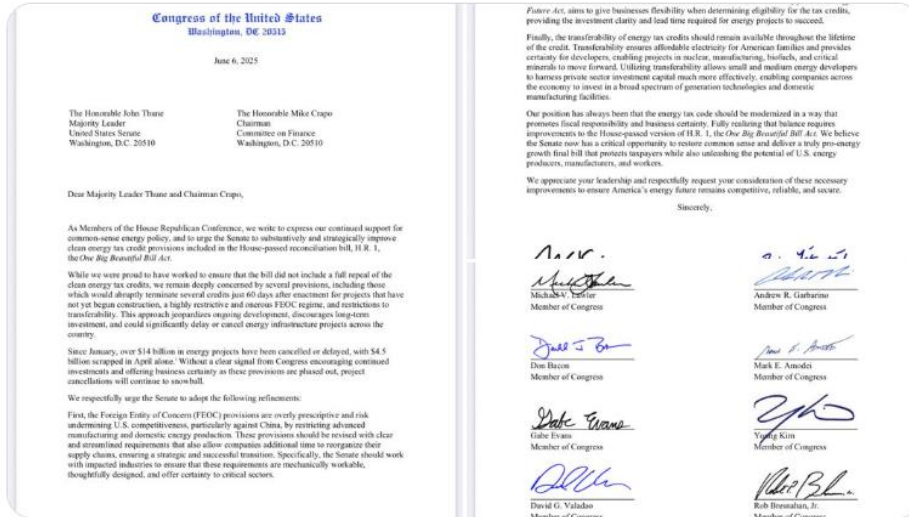 Congress of the United States
Washington, DC 20515
June 6, 2025
The Honorable John Thune
Majority Leader
United States Senate
Washington, D.C. 20510
The Honorable Mike Crapo
Chairman
Committee on Finance
Washington, D.C. 20510
Dear Majority Leader Thune and Chairman Crapo,
As Members of the House Republican Conference, we write to express our continued support for
common-sense energy policy, and to urge the Senate to substantively and strategically improve
clean energy tax credit provisions included in the House-passed reconciliation bill, H.R. 1,
the One Big Beautiful Bill Act.
While we were proud to have worked to ensure that the bill did not include a full repeal of the
clean energy tax credits, we remain deeply concerned by several provisions, including those
which would abruptly terminate several credits just 60 days after enactment for projects that have
not yet begun construction, a highly restrictive and onerous FEOC regime, and restrictions to
transferability. This approach jeopardizes ongoing development, discourages long-term
investment, and could significantly delay or cancel energy infrastructure projects across the
country.
Since January, over $14 billion in energy projects have been cancelled or delayed, with $4.5
billion scrapped in April alone.¹ Without a clear signal from Congress encouraging continued
investments and offering business certainty as these provisions are phased out, project
cancellations will continue to snowball.
We respectfully urge the Senate to adopt the following refinements:
First, the Foreign Entity of Concern (FEOC) provisions are overly prescriptive and risk
undermining U.S. competitiveness, particularly against China, by restricting advanced
manufacturing and domestic energy production. These provisions should be revised with clear
and streamlined requirements that also allow companies additional time to reorganize their
supply chains, ensuring a strategic and successful transition. Specifically, the Senate should work
with impacted industries to ensure that these requirements are mechanically workable,
thoughtfully designed, and offer certainty to critical sectors.
Future Act, aims to give businesses flexibility when determining eligibility for the tax credits,
providing the investment clarity and lead time required for energy projects to succeed.
Finally, the transferability of energy tax credits should remain available throughout the lifetime
of the credit. Transferability ensures affordable electricity for American families and provides
certainty for developers, enabling projects in nuclear, manufacturing, biofuels, and critical
minerals to move forward. Utilizing transferability allows small and medium energy developers
to harness private sector investment capital much more effectively, enabling companies across
the economy to invest in a broad spectrum of generation technologies and domestic
manufacturing facilities.
Our position has always been that the energy tax code should be modernized in a way that
promotes fiscal responsibility and business certainty. Fully realizing that balance requires
improvements to the House-passed version of H.R. 1, the One Big Beautiful Bill Act. We believe
the Senate now has a critical opportunity to restore common sense and deliver a truly pro-energy
growth final bill that protects taxpayers while also unleashing the potential of U.S. energy
producers, manufacturers, and workers.
We appreciate your leadership and respectfully request your consideration of these necessary
improvements to ensure America's energy future remains competitive, reliable, and secure.
Sincerely,
Michael V. Lawler
Member of Congress
Andrew R. Garbarino
Member of Congress
Don Bacon
Member of Congress
Mark E. Amodei
Member of Congress
Gabe Evans
Gabe Evans
Member of Congress
Young Kim
Member of Congress
David G. Valadao
Member of Congress
Rob Bresnahan, Jr.
Member of Congress